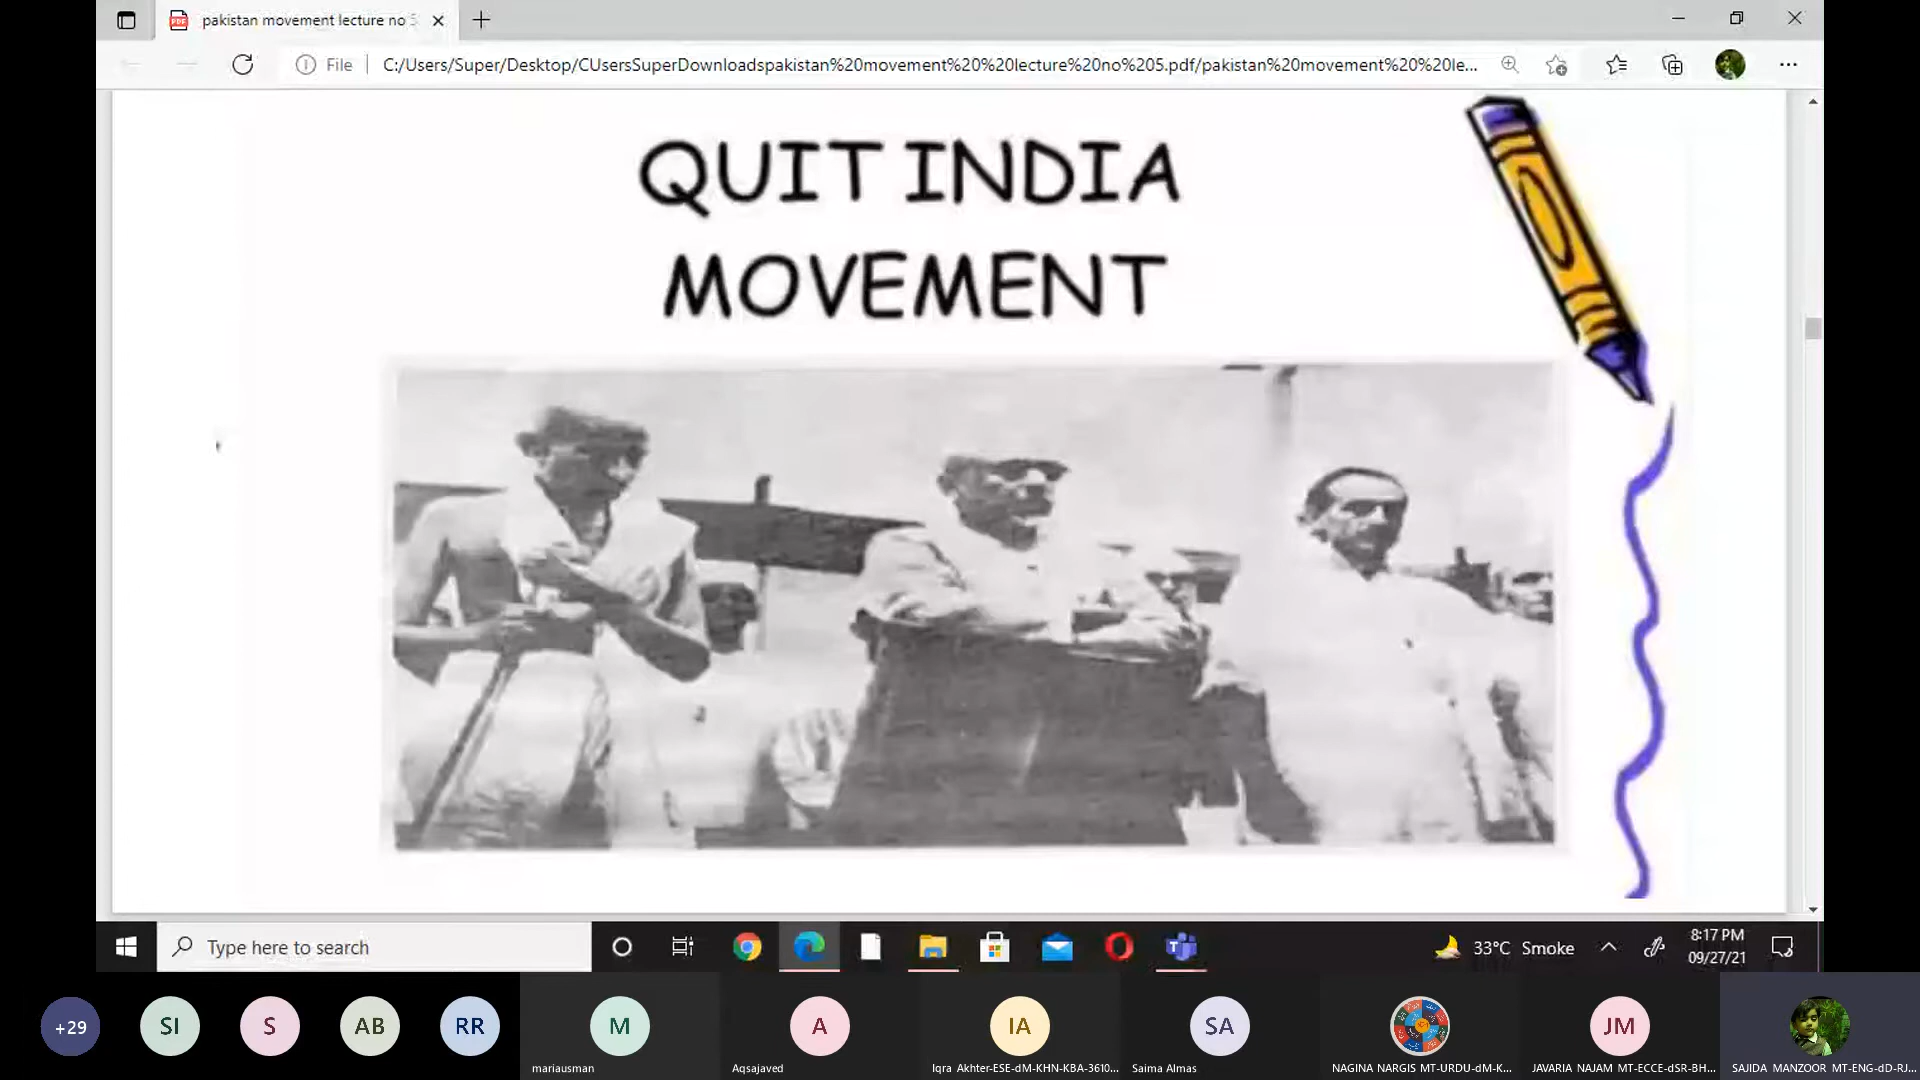 pakistan movement lecture no 5
File
C:/Users/Super/Desktop/CUsersSuperDownloadspakistan%20movement%20%20lecture%20no%205.pdf/pakistan%20movement%20%20le...
QUIT INDIA
MOVEMENT
Type here to search
33°C Smoke
8:17 PM
09/27/21
+29
SI
S
AB
RR
M
A
IA
SA
JM
mariausman
Aqsajaved
Iqra Akhter-ESE-dM-KHN-KBA-3610...
Saima Almas
NAGINA NARGIS MT-URDU-dM-K...
JAVARIA NAJAM MT-ECCE-dSR-BH...
SAJIDA MANZOOR MT-ENG-dD-RJ...